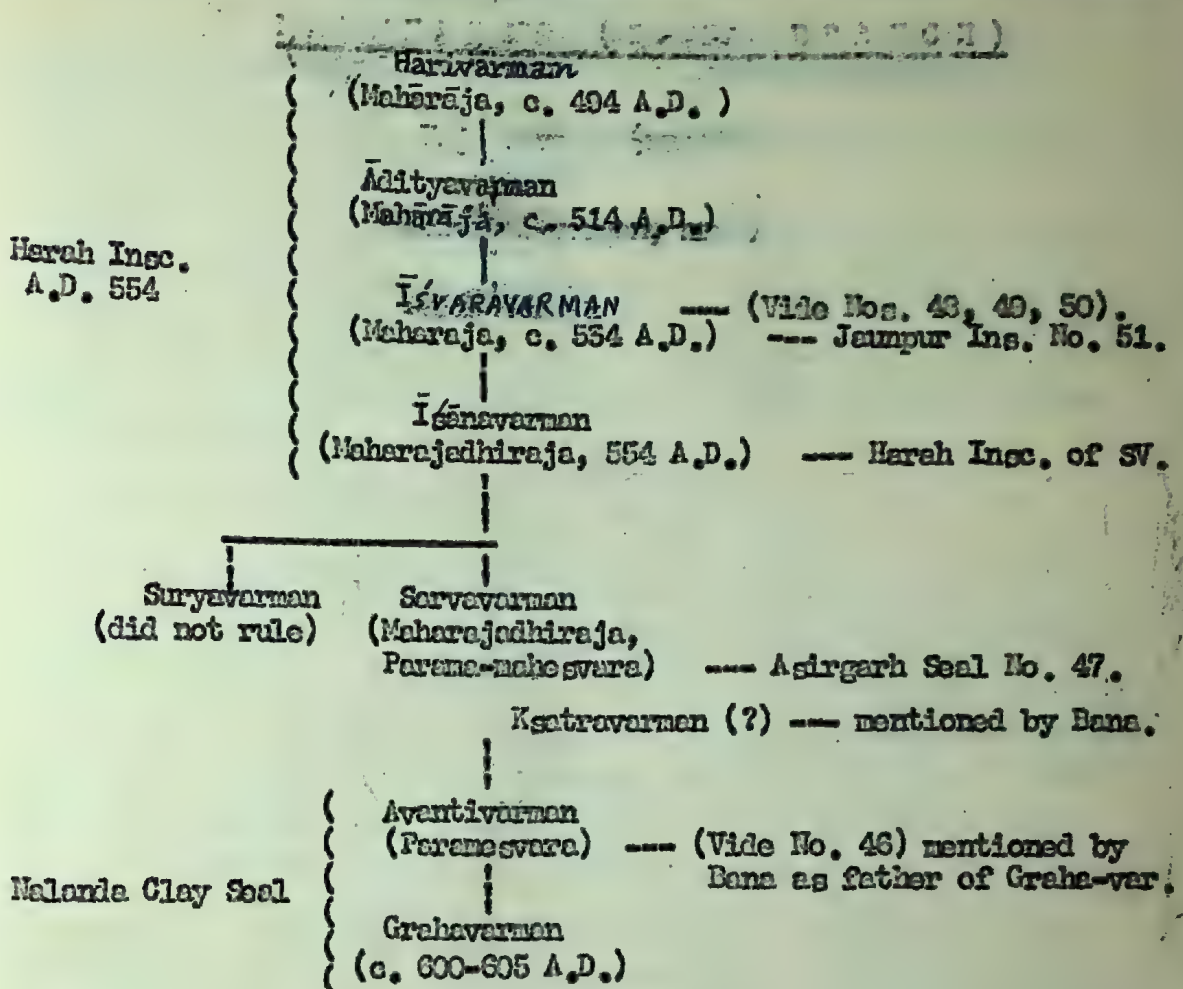 Harivarman
(Mahārāja, c. 494 A.D. )
Ādityavarman
(Mahārājá, c. 514 A.D.)
Harah Insc.
A.D. 554
ĪŚVARAVARMAN --- (Vide Nos. 48, 49, 50).
(Maharaja, c. 534 A.D.) --- Jaunpur Ins. No. 51.
Īśānavarman
(Maharajadhiraja, 554 A.D.) --- Harah Insc. of SV.
Suryavarman Sarvavarman
(did not rule) (Maharajadhiraja,
Parama-mahesvara) --- Asirgarh Seal No. 47.
Ksatravarman (?) --- mentioned by Bana.
Avantivarman
(Paramesvara) --- (Vide No. 46) mentioned by
Bana as father of Graha-var.
Nalanda Clay Seal
Grahavarman
(c. 600-605 A.D.)